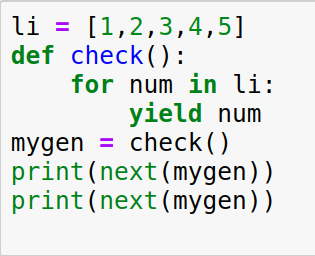 li = [1,2,3,4,5]
def check():
    for num in li:
        yield num
mygen = check()
print(next(mygen))
print(next(mygen))